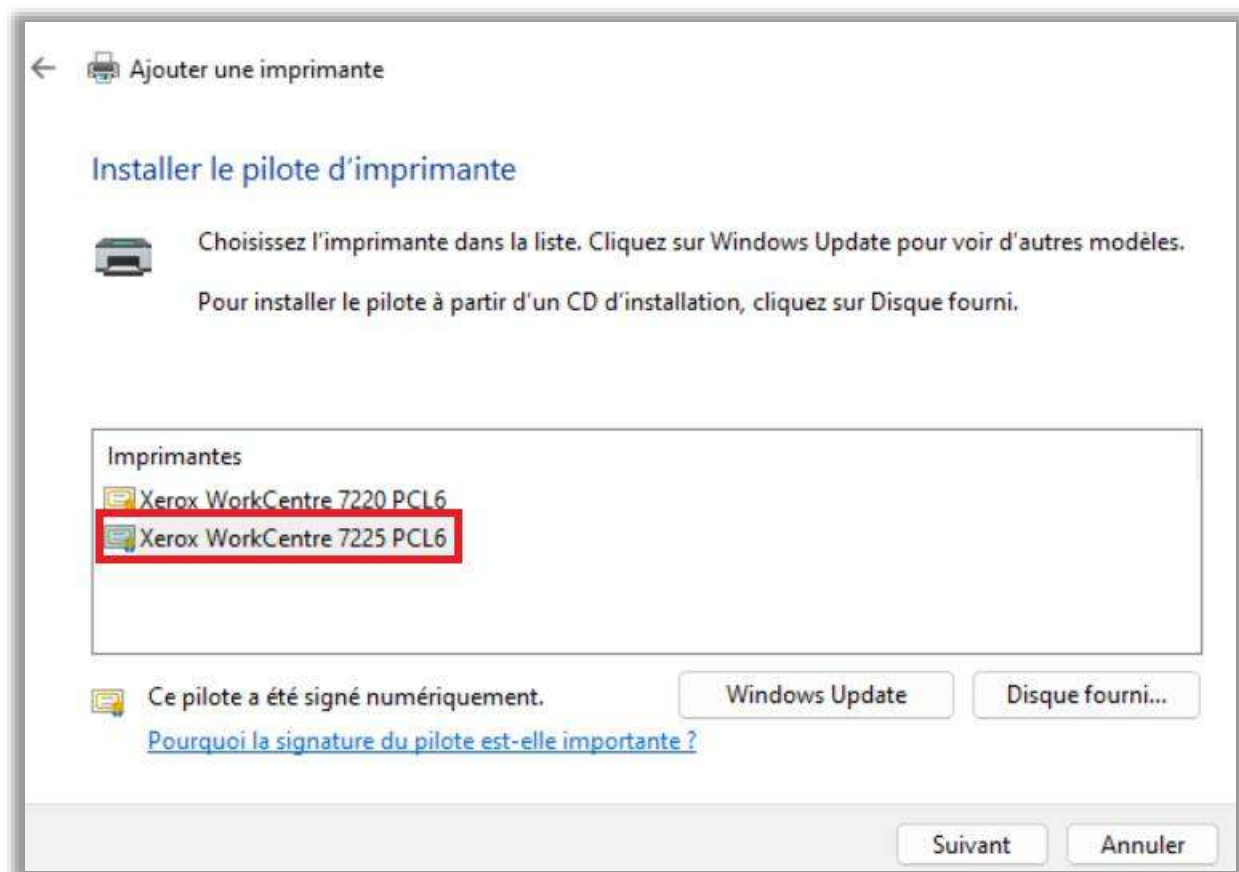 Ajouter une imprimante
Installer le pilote d'imprimante
Choisissez l'imprimante dans la liste. Cliquez sur Windows Update pour voir d'autres modèles.
Pour installer le pilote à partir d'un CD d'installation, cliquez sur Disque fourni.
Imprimantes
Xerox WorkCentre 7220 PCL6
Xerox WorkCentre 7225 PCL6
Ce pilote a été signé numériquement.
Windows Update
Disque fourni...
Pourquoi la signature du pilote est-elle importante ?
Suivant
Annuler